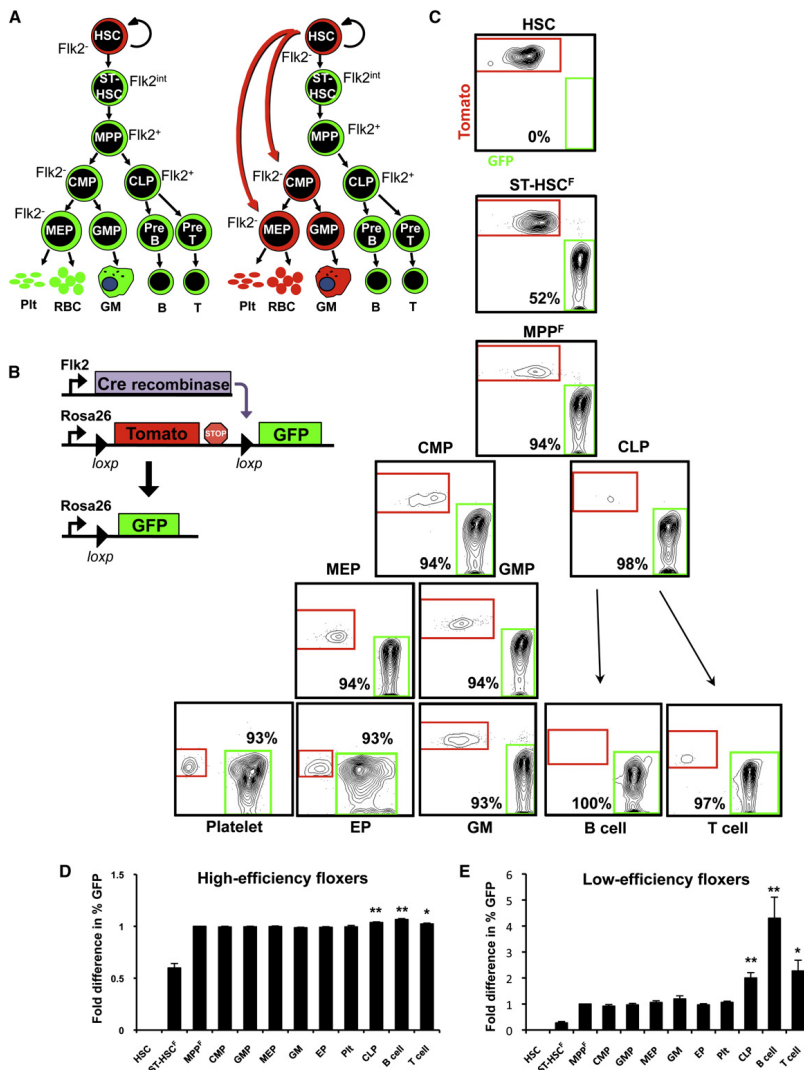 A
HSC
Flk2-
ST-HSC
Flk2int
MPP
Flk2+
Flk2-
CMP
CLP
Flk2+
Flk2-
MEP
GMP
Pre B
Pre T
Plt
RBC
GM
B
T
HSC
Flk2-
ST-HSC
Flk2int
MPP
Flk2+
Flk2-
CMP
CLP
Flk2+
Flk2-
MEP
GMP
Pre B
Pre T
Plt
RBC
GM
B
T
B
Flk2
Cre recombinase
Rosa26
Tomato
STOP
GFP
loxp
loxp
Rosa26
GFP
loxp
C
HSC
Tomato
0%
GFP
ST-HSCF
52%
MPPF
94%
CMP
94%
CLP
98%
MEP
94%
GMP
94%
93%
Platelet
93%
EP
93%
GM
100%
B cell
97%
T cell
D
High-efficiency floxers
Fold difference in % GFP
1.5
1
0.5
0
** ** *
HSC
ST-HSCF
MPPF
CMP
GMP
MEP
GM
EP
Plt
CLP
B cell
T cell
E
Low-efficiency floxers
Fold difference in % GFP
6
5
4
3
2
1
0
** ** *
HSC
ST-HSCF
MPPF
CMP
GMP
MEP
GM
EP
Plt
CLP
B cell
T cell